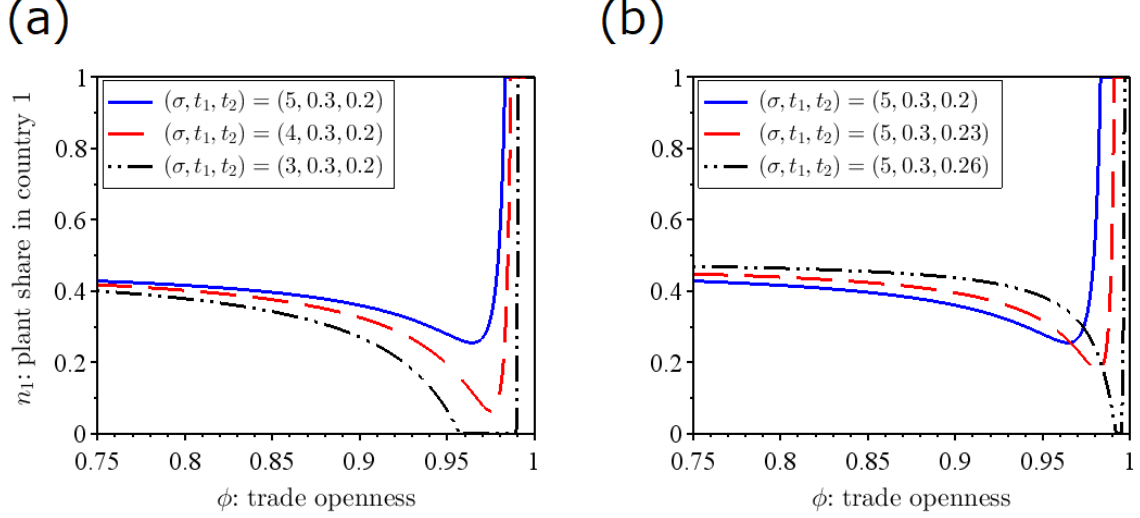 (a)
n₁: plant share in country 1
1
0.8
0.6
0.4
0.2
0
(σ, t₁, t₂) = (5, 0.3, 0.2)
(σ, t₁, t₂) = (4, 0.3, 0.2)
(σ, t₁, t₂) = (3, 0.3, 0.2)
0.75 0.8 0.85 0.9 0.95 1
ϕ: trade openness
(b)
1
0.8
0.6
0.4
0.2
0
(σ, t₁, t₂) = (5, 0.3, 0.2)
(σ, t₁, t₂) = (5, 0.3, 0.23)
(σ, t₁, t₂) = (5, 0.3, 0.26)
0.75 0.8 0.85 0.9 0.95 1
ϕ: trade openness